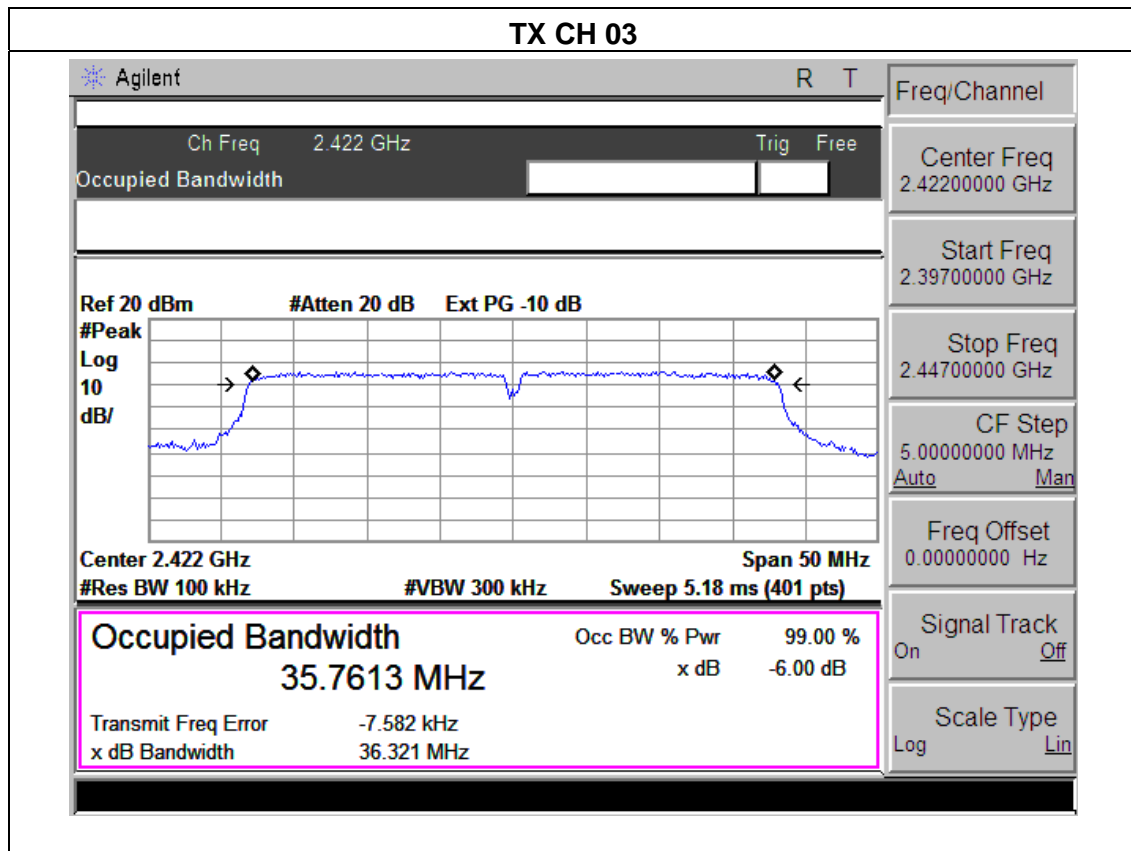 TX CH 03
Agilent R T
Ch Freq 2.422 GHz Trig Free
Occupied Bandwidth
Ref 20 dBm #Atten 20 dB Ext PG -10 dB
#Peak
Log
10
dB/
Center 2.422 GHz Span 50 MHz
#Res BW 100 kHz #VBW 300 kHz Sweep 5.18 ms (401 pts)
Occupied Bandwidth Occ BW % Pwr 99.00 %
35.7613 MHz x dB -6.00 dB
Transmit Freq Error -7.582 kHz
x dB Bandwidth 36.321 MHz
Freq/Channel
Center Freq
2.42200000 GHz
Start Freq
2.39700000 GHz
Stop Freq
2.44700000 GHz
CF Step
5.00000000 MHz
Auto Man
Freq Offset
0.00000000 Hz
Signal Track
On Off
Scale Type
Log Lin